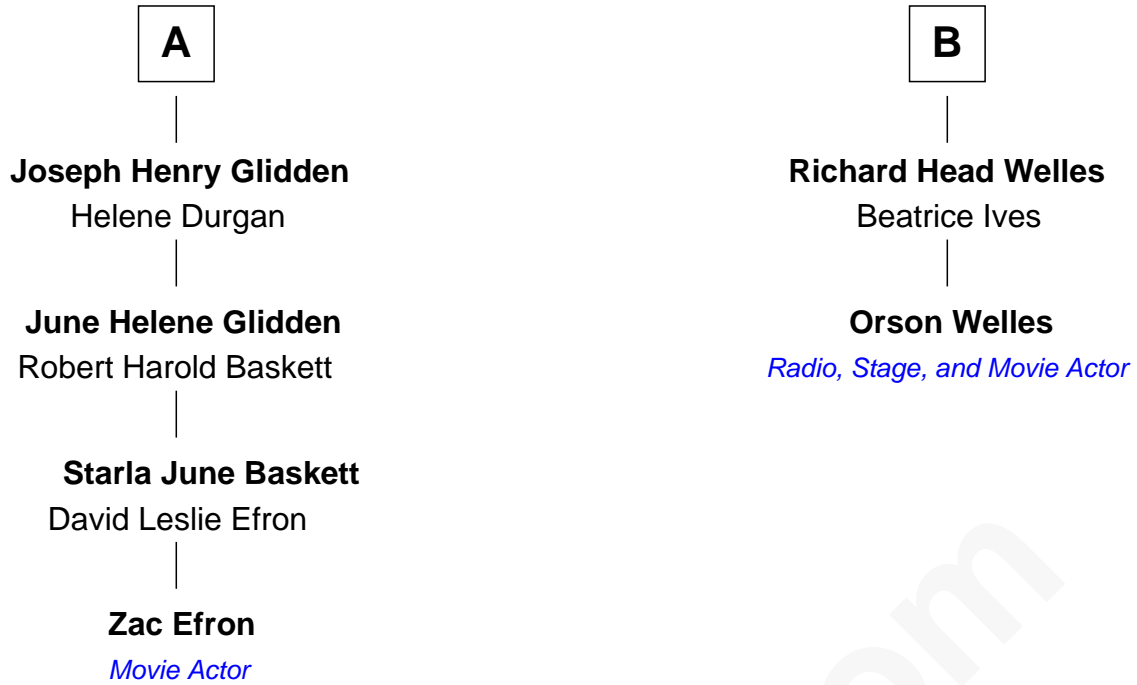 A
Joseph Henry Glidden
Helene Durgan
June Helene Glidden
Robert Harold Baskett
Starla June Baskett
David Leslie Efron
Zac Efron
Movie Actor
B
Richard Head Welles
Beatrice Ives
Orson Welles
Radio, Stage, and Movie Actor
om